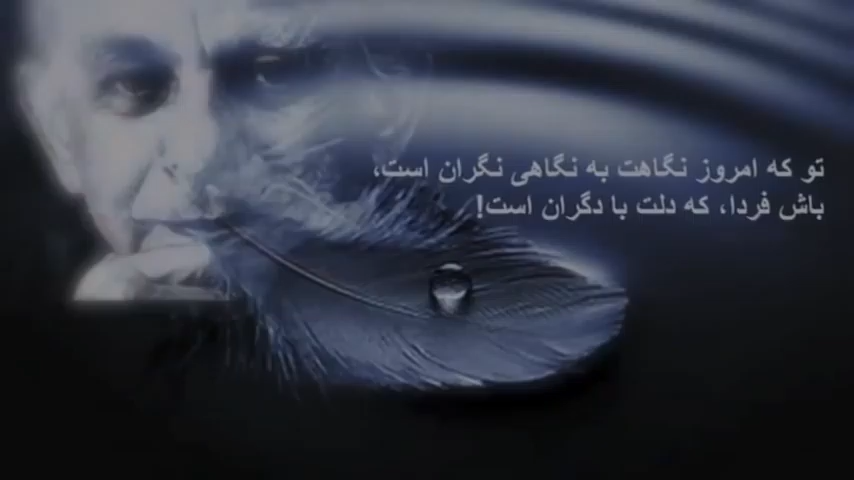 تو که امروز نگاهت به نگاهی نگران است،
باش فردا، که دلت با دگران است!